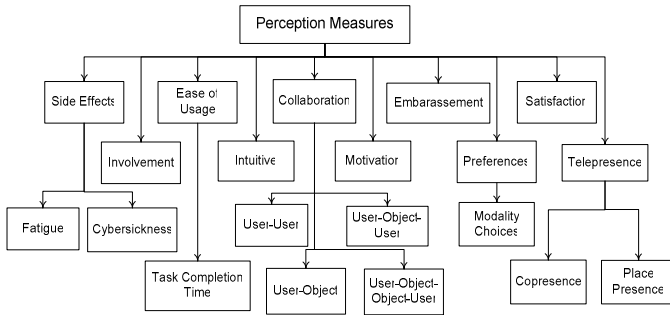 Perception Measures
Side Effects
Ease of
Usage
Collaboration
Embarassement
Satisfaction
Involvement
Intuitive
Motivation
Preferences
Telepresence
Fatigue
Cybersickness
User-User
User-Object-
User
Modality
Choices
Task Completion
Time
User-Object
User-Object-
Object-User
Copresence
Place
Presence